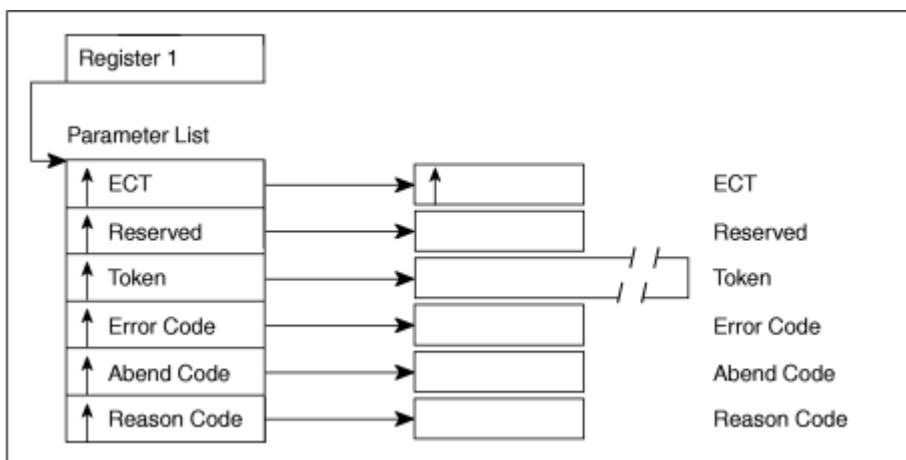 Register 1
Parameter List
ECT ECT
Reserved Reserved
Token Token
Error Code Error Code
Abend Code Abend Code
Reason Code Reason Code